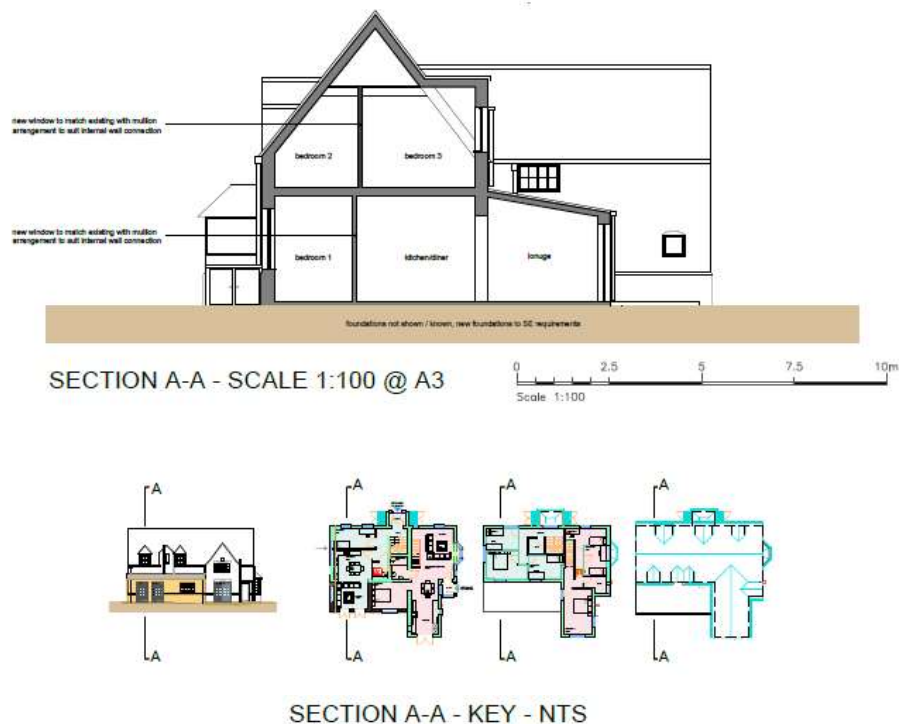 new window to match existing with mullion
arrangement to suit internal wall connection
bedroom 2
bedroom 3
new window to match existing with mullion
arrangement to suit internal wall connection
bedroom 1
kitchen/diner
lonuge
foundations not shown / known, new foundations to SE requirements
SECTION A-A - SCALE 1:100 @ A3
0 2.5 5 7.5 10m
Scale 1:100
A A A A
A A A A
SECTION A-A - KEY - NTS